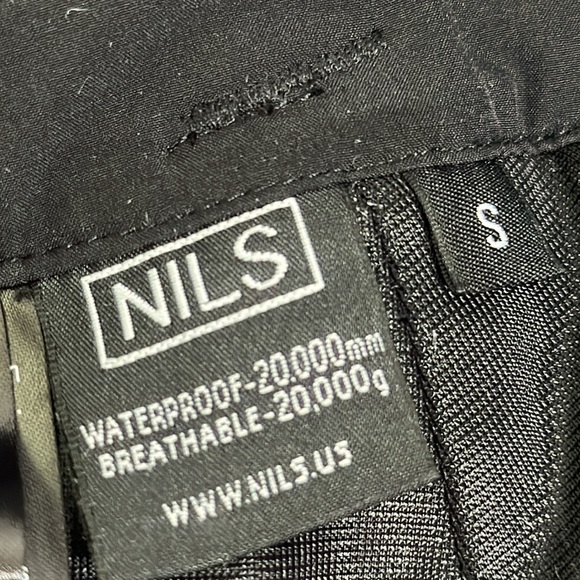 NILS
S
WATERPROOF-20,000mm
BREATHABLE-20,000g
WWW.NILS.US